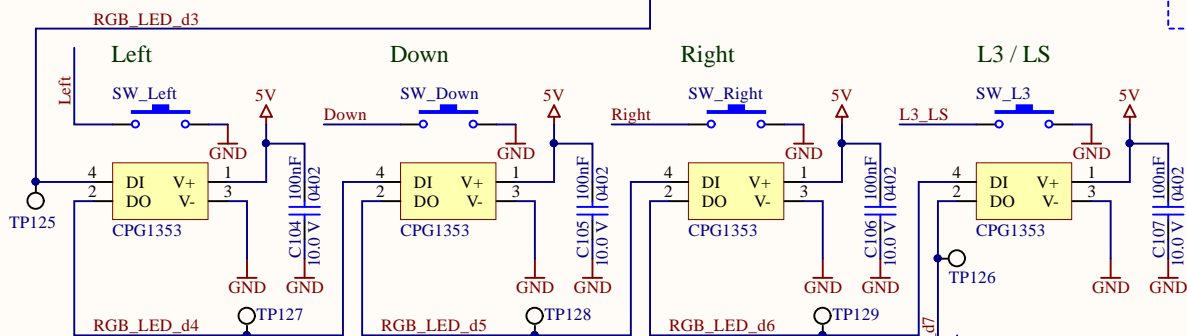 RGB_LED_d3
Left Down Right L3 / LS
Left
SW_Left 5V SW_Down 5V SW_Right 5V SW_L3 5V
Down Right L3_LS
GND GND GND GND
4 DI V+ 1 4 DI V+ 1 4 DI V+ 1 4 DI V+ 1
2 DO V- 3 2 DO V- 3 2 DO V- 3 2 DO V- 3
100nF 0402 100nF 0402 100nF 0402 100nF 0402
TP125 CPG1353 CPG1353 CPG1353 CPG1353
C104 10.0 V C105 10.0 V C106 10.0 V C107 10.0 V
TP126
GND GND GND GND GND GND GND GND
TP127 TP128 TP129
RGB_LED_d4 RGB_LED_d5 RGB_LED_d6 d7